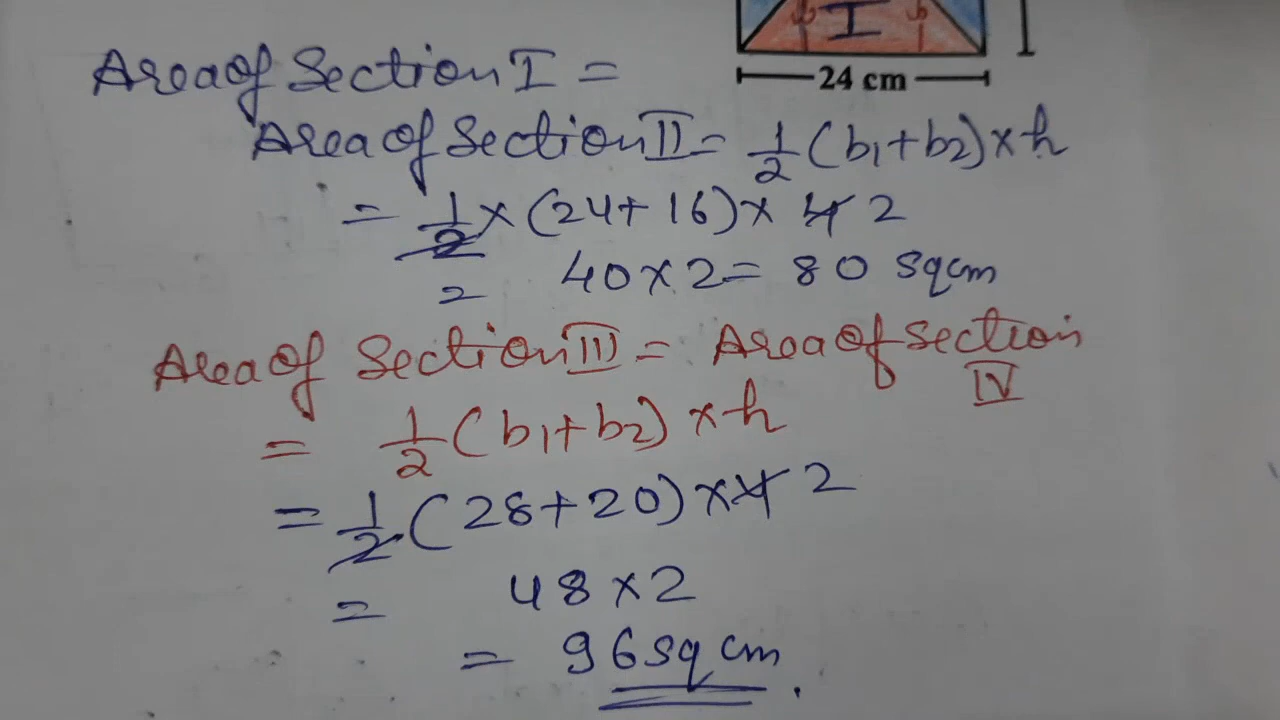 I
24 cm
Area of Section I =
Area of Section II = 1/2 (b1+b2) × h
= 1/2 × (24+16) × 4 2
= 40×2 = 80 sqcm
Area of Section III = Area of Section IV
= 1/2 (b1+b2) × h
= 1/2 (28+20) × 4 2
= 48×2
= 96 sq cm.